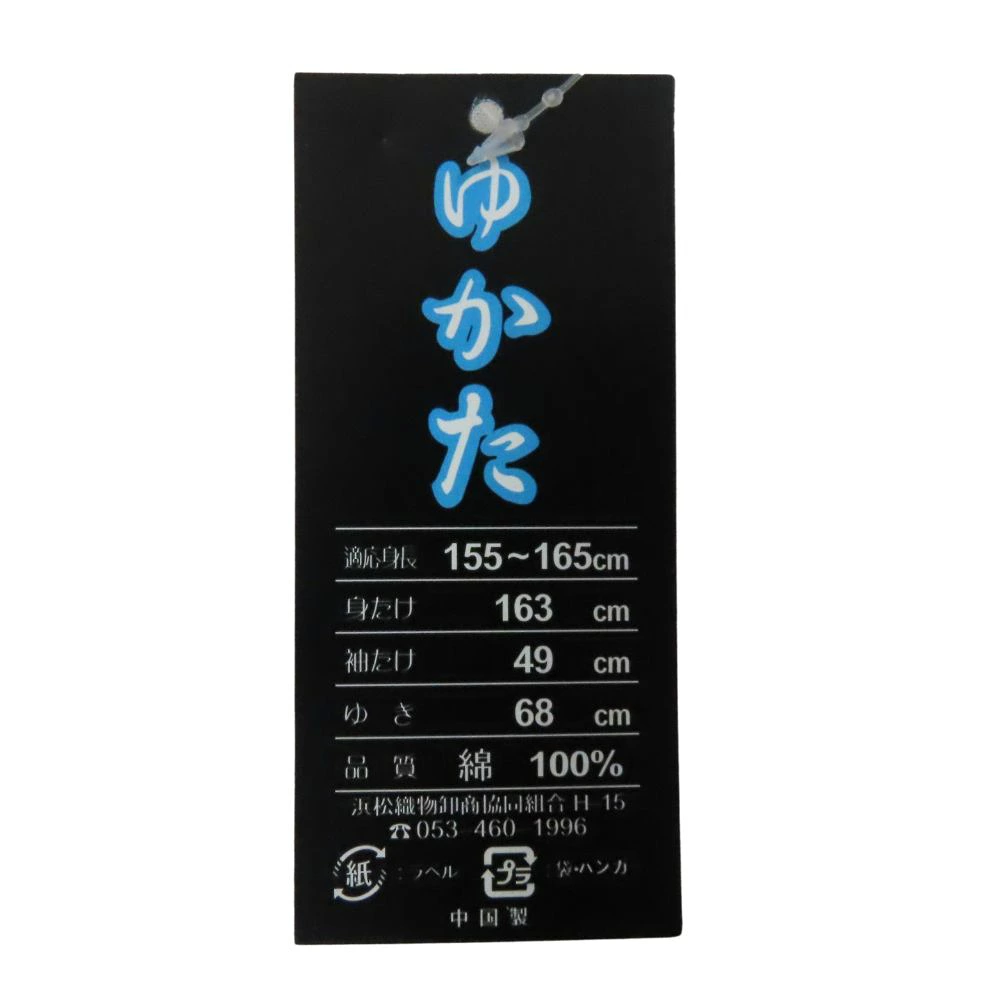 ゆかた
適応身長 155~165cm
身たけ 163 cm
袖たけ 49 cm
ゆき 68 cm
品質 綿 100%
浜松織物卸商協同組合 H-15
☎053-460-1996
紙 : ラベル プラ : 袋・ハンガ
中国製